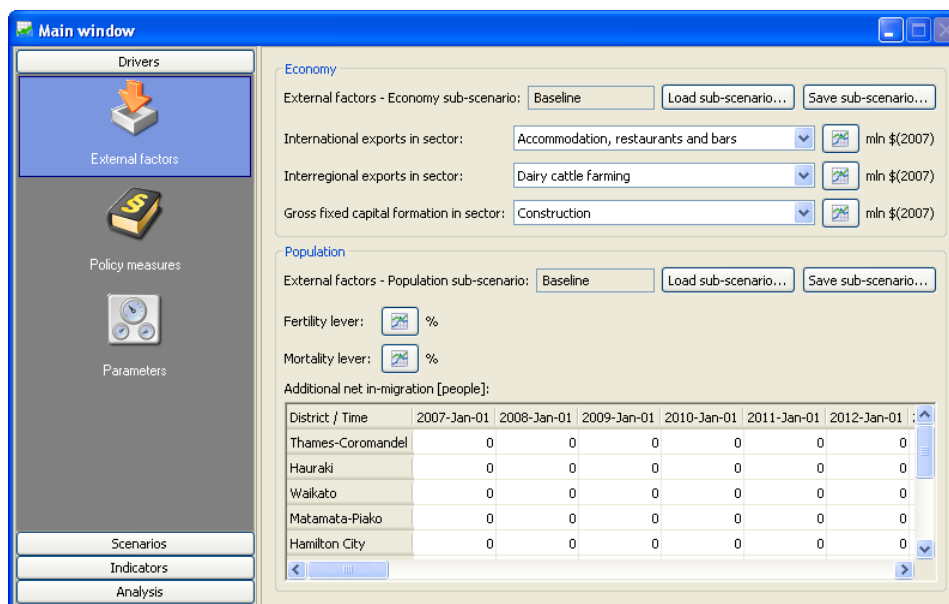 Main window
Drivers
External factors
Policy measures
Parameters
Scenarios
Indicators
Analysis
Economy
External factors - Economy sub-scenario: Baseline Load sub-scenario... Save sub-scenario...
International exports in sector: Accommodation, restaurants and bars mln $(2007)
Interregional exports in sector: Dairy cattle farming mln $(2007)
Gross fixed capital formation in sector: Construction mln $(2007)
Population
External factors - Population sub-scenario: Baseline Load sub-scenario... Save sub-scenario...
Fertility lever: %
Mortality lever: %
Additional net in-migration [people]:
District / Time 2007-Jan-01 2008-Jan-01 2009-Jan-01 2010-Jan-01 2011-Jan-01 2012-Jan-01
Thames-Coromandel 0 0 0 0 0 0
Hauraki 0 0 0 0 0 0
Waikato 0 0 0 0 0 0
Matamata-Piako 0 0 0 0 0 0
Hamilton City 0 0 0 0 0 0